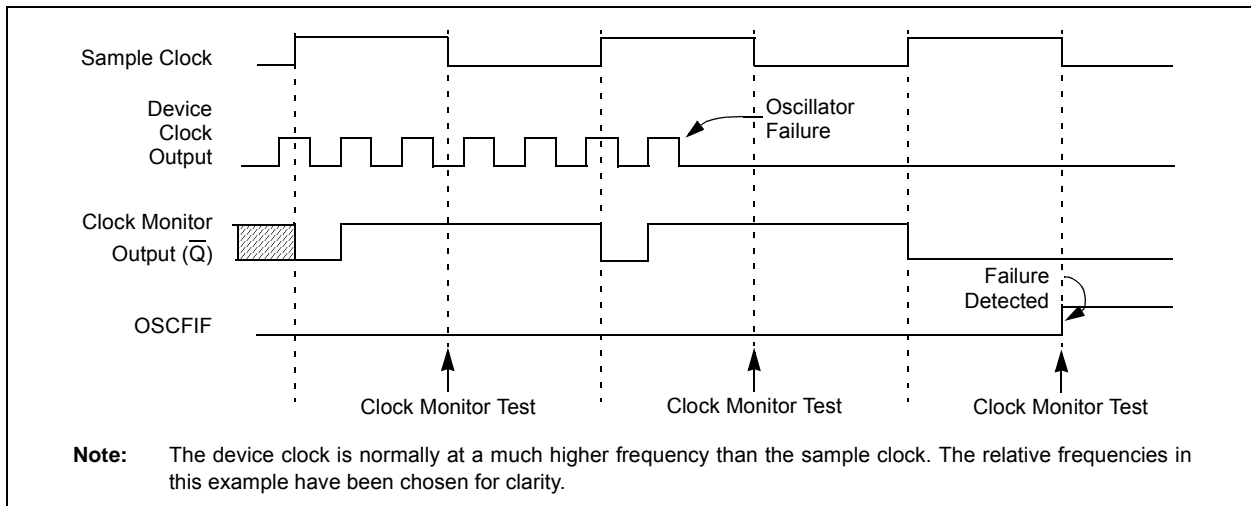 Sample Clock
Device
Clock
Output
Oscillator
Failure
Clock Monitor
Output (Q̅)
Failure
Detected
OSCFIF
Clock Monitor Test
Clock Monitor Test
Clock Monitor Test
Note: The device clock is normally at a much higher frequency than the sample clock. The relative frequencies in
this example have been chosen for clarity.